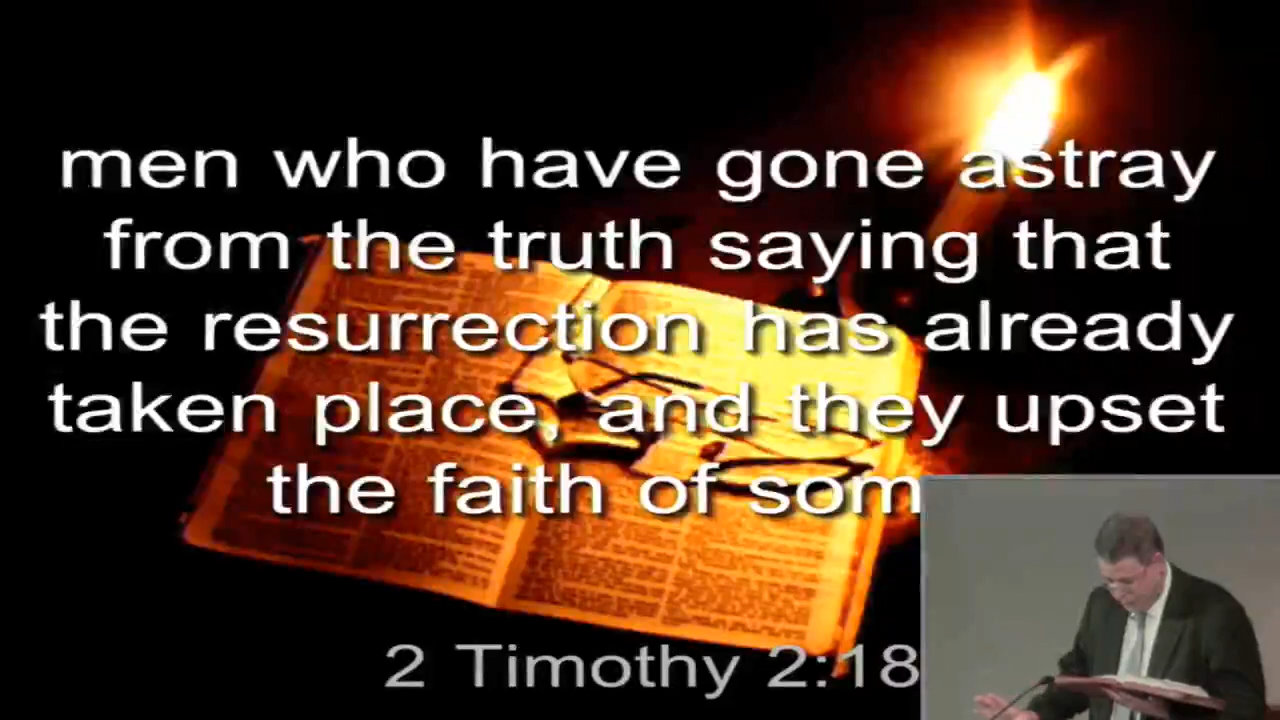 men who have gone astray
from the truth saying that
the resurrection has already
taken place, and they upset
the faith of som
2 Timothy 2:18